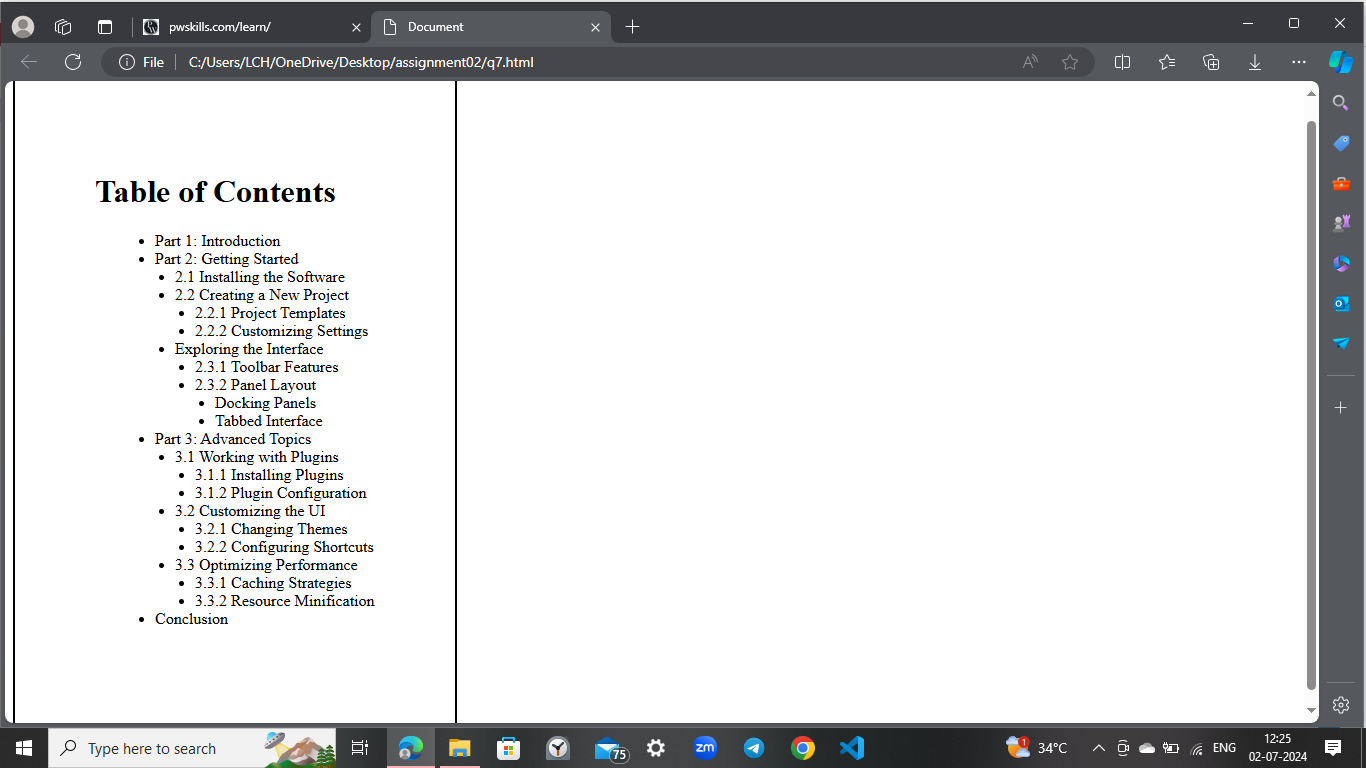 pwskills.com/learn/
Document
File
C:/Users/LCH/OneDrive/Desktop/assignment02/q7.html
Table of Contents
Part 1: Introduction
Part 2: Getting Started
2.1 Installing the Software
2.2 Creating a New Project
2.2.1 Project Templates
2.2.2 Customizing Settings
Exploring the Interface
2.3.1 Toolbar Features
2.3.2 Panel Layout
Docking Panels
Tabbed Interface
Part 3: Advanced Topics
3.1 Working with Plugins
3.1.1 Installing Plugins
3.1.2 Plugin Configuration
3.2 Customizing the UI
3.2.1 Changing Themes
3.2.2 Configuring Shortcuts
3.3 Optimizing Performance
3.3.1 Caching Strategies
3.3.2 Resource Minification
Conclusion
Type here to search
75
zm
1
34°C
ENG
12:25
02-07-2024